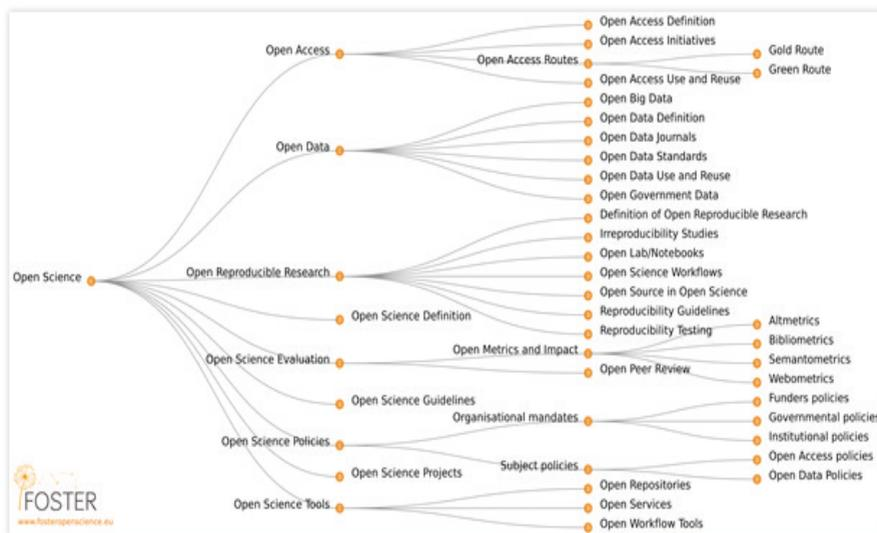 Open Science
Open Access
Open Access Definition
Open Access Initiatives
Open Access Routes
Gold Route
Green Route
Open Access Use and Reuse
Open Data
Open Big Data
Open Data Definition
Open Data Journals
Open Data Standards
Open Data Use and Reuse
Open Government Data
Open Reproducible Research
Definition of Open Reproducible Research
Irreproducibility Studies
Open Lab/Notebooks
Open Science Workflows
Open Source in Open Science
Reproducibility Guidelines
Reproducibility Testing
Open Science Definition
Open Science Evaluation
Open Metrics and Impact
Altmetrics
Bibliometrics
Semantometrics
Webometrics
Open Peer Review
Open Science Guidelines
Open Science Policies
Organisational mandates
Funders policies
Governmental policies
Institutional policies
Subject policies
Open Access policies
Open Data Policies
Open Science Projects
Open Science Tools
Open Repositories
Open Services
Open Workflow Tools
FOSTER
www.fosteropenscience.eu